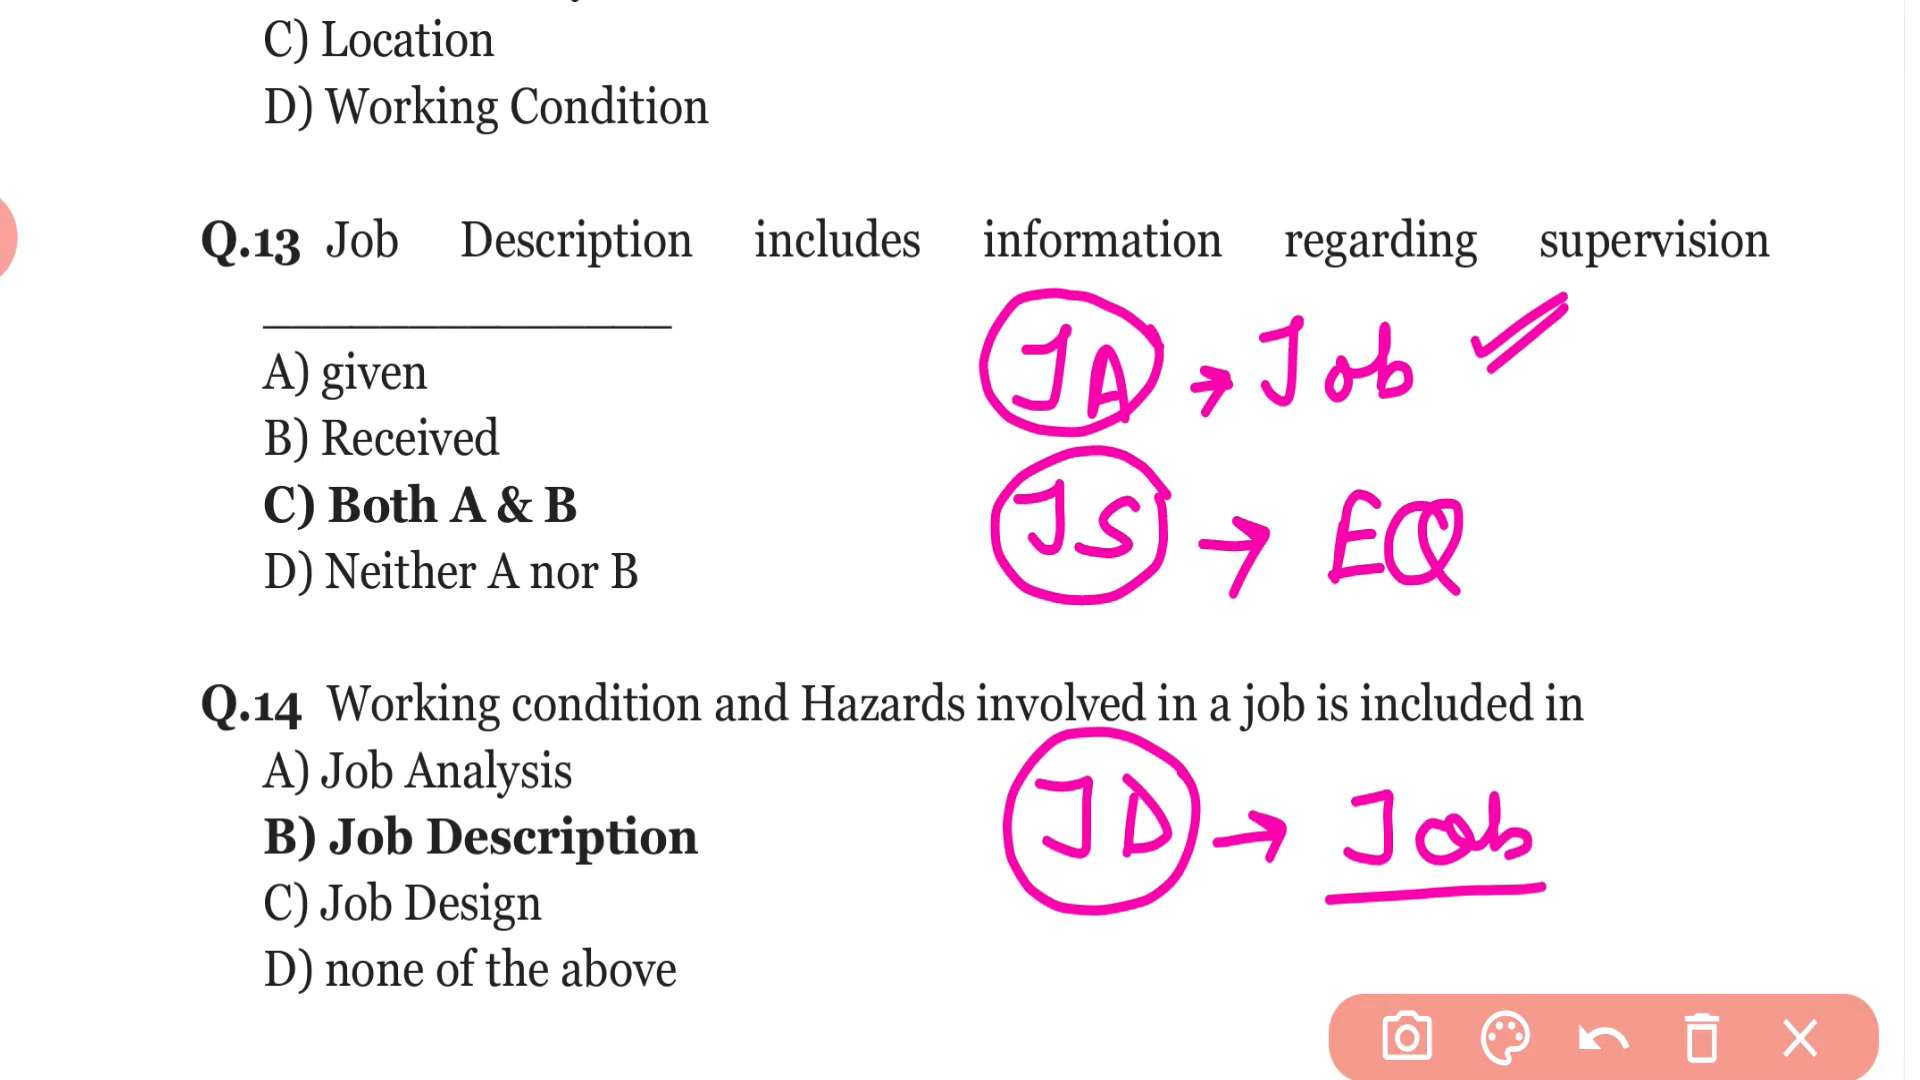 C) Location
D) Working Condition
Q.13 Job Description includes information regarding supervision
_______________
A) given
B) Received
C) Both A & B
D) Neither A nor B
JA → Job
JS → EQ
Q.14 Working condition and Hazards involved in a job is included in
A) Job Analysis
B) Job Description
C) Job Design
D) none of the above
JD → Job